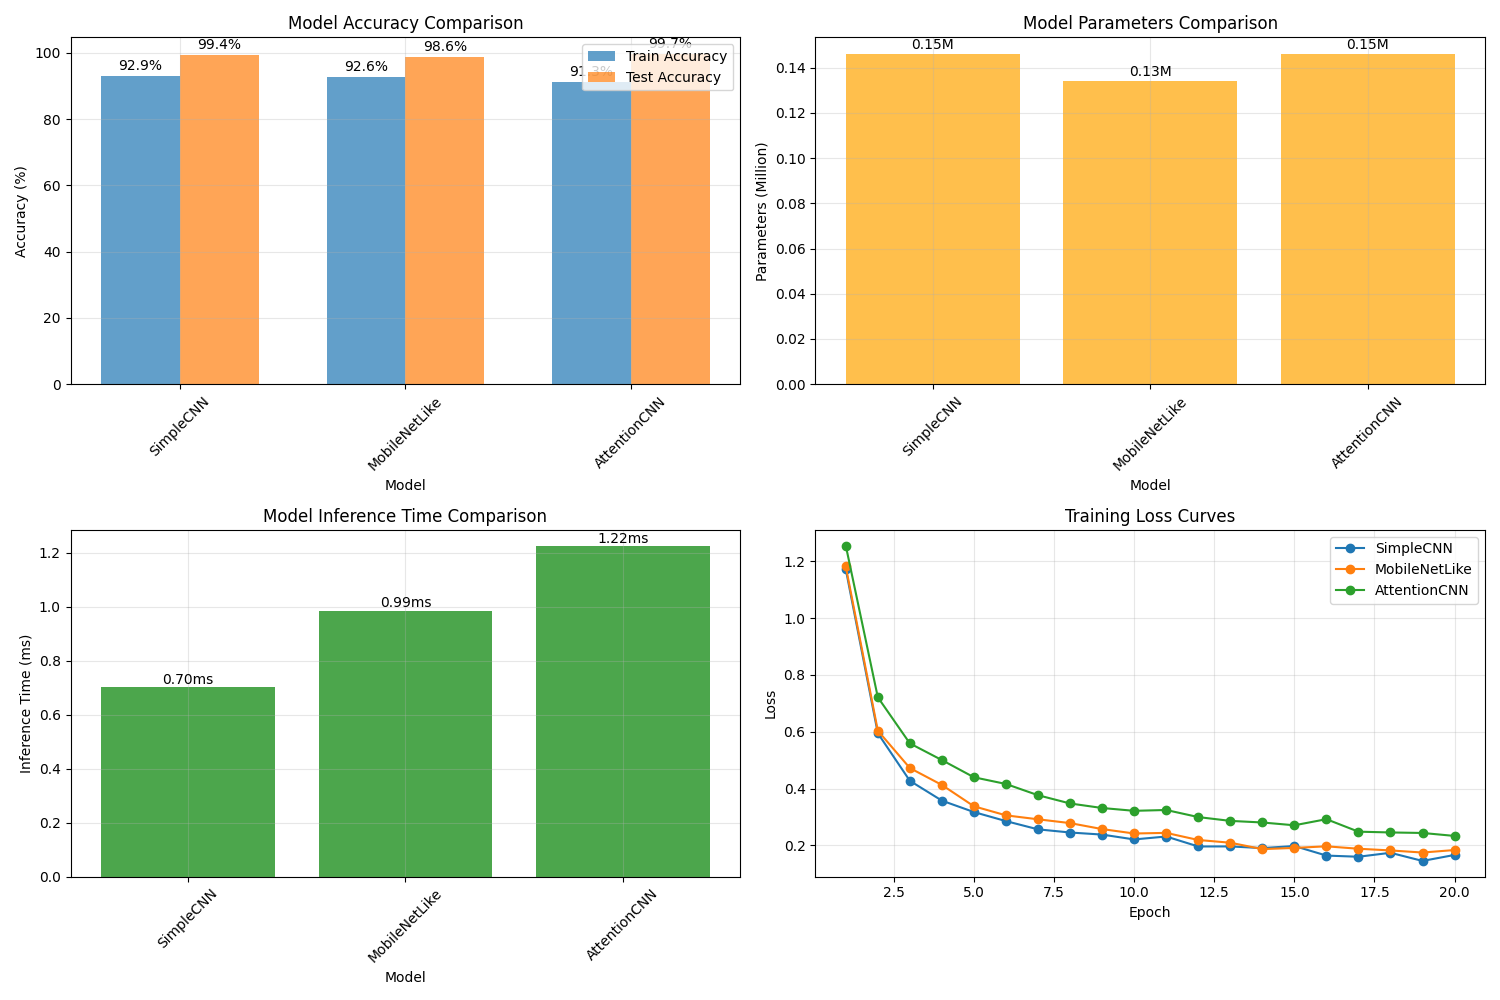 Model Accuracy Comparison
Accuracy (%)
100
80
60
40
20
0
92.9%
99.4%
92.6%
98.6%
91.3%
99.7%
Train Accuracy
Test Accuracy
SimpleCNN
MobileNetLike
AttentionCNN
Model
Model Parameters Comparison
Parameters (Million)
0.14
0.12
0.10
0.08
0.06
0.04
0.02
0.00
0.15M
0.13M
0.15M
SimpleCNN
MobileNetLike
AttentionCNN
Model
Model Inference Time Comparison
Inference Time (ms)
1.2
1.0
0.8
0.6
0.4
0.2
0.0
0.70ms
0.99ms
1.22ms
SimpleCNN
MobileNetLike
AttentionCNN
Model
Training Loss Curves
Loss
1.2
1.0
0.8
0.6
0.4
0.2
SimpleCNN
MobileNetLike
AttentionCNN
2.5 5.0 7.5 10.0 12.5 15.0 17.5 20.0
Epoch